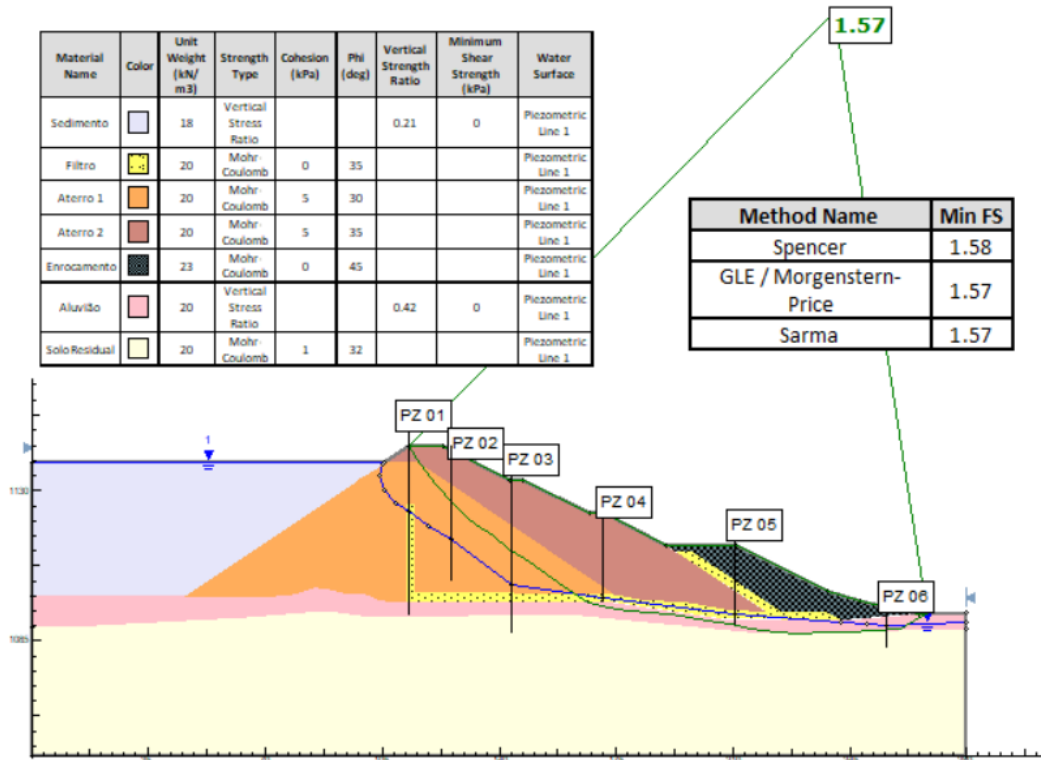 1.57
Material Name Color Unit Weight (kN/ m3) Strength Type Cohesion (kPa) Phi (deg) Vertical Strength Ratio Minimum Shear Strength (kPa) Water Surface
Sedimento 18 Vertical Stress Ratio 0.21 0 Piezometric Line 1
Filtro 20 Mohr-Coulomb 0 35 Piezometric Line 1
Aterro 1 20 Mohr-Coulomb 5 30 Piezometric Line 1
Aterro 2 20 Mohr-Coulomb 5 35 Piezometric Line 1
Enrocamento 23 Mohr-Coulomb 0 45 Piezometric Line 1
Aluvião 20 Vertical Stress Ratio 0.42 0 Piezometric Line 1
Solo Residual 20 Mohr-Coulomb 1 32 Piezometric Line 1
Method Name Min FS
Spencer 1.58
GLE / Morgenstern-Price 1.57
Sarma 1.57
PZ 01
PZ 02
PZ 03
PZ 04
PZ 05
PZ 06
1
1130
1085